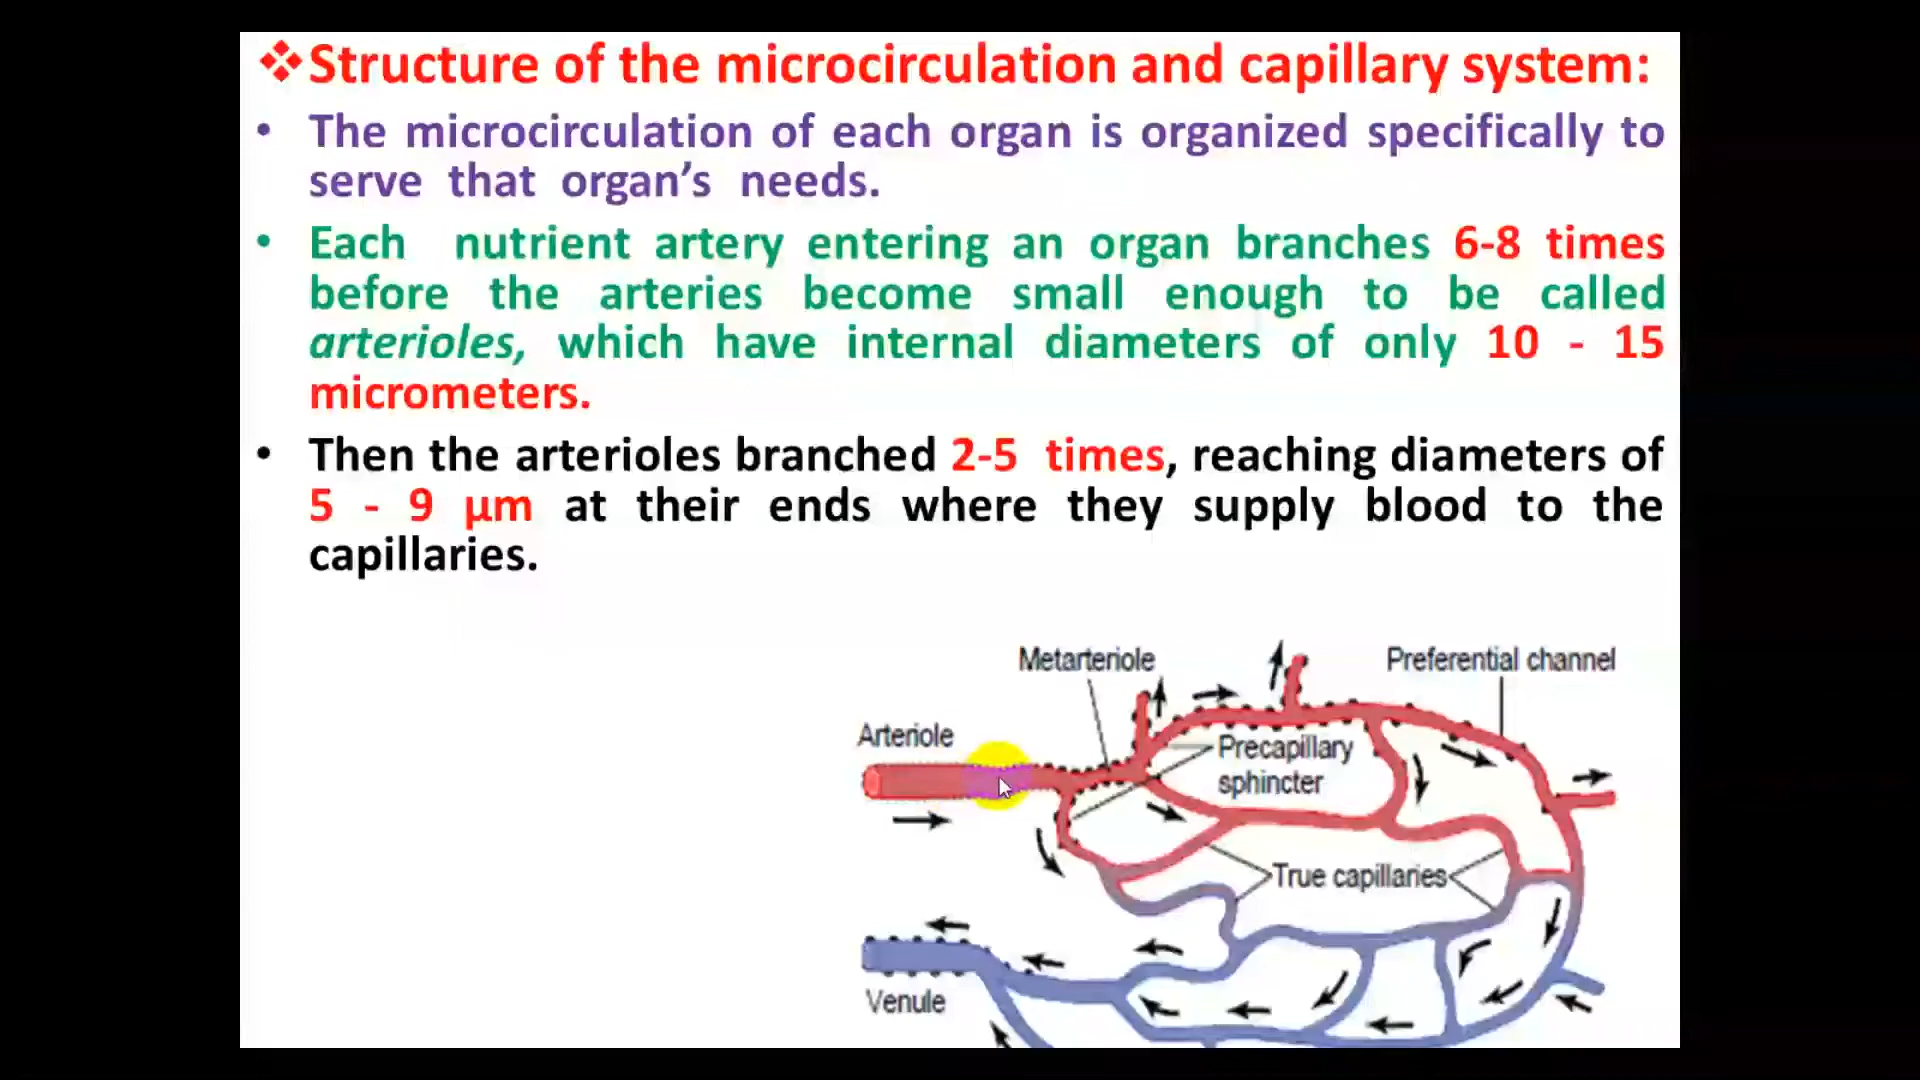 ❖Structure of the microcirculation and capillary system:
• The microcirculation of each organ is organized specifically to
serve that organ’s needs.
• Each nutrient artery entering an organ branches 6-8 times
before the arteries become small enough to be called
arterioles, which have internal diameters of only 10 - 15
micrometers.
• Then the arterioles branched 2-5 times, reaching diameters of
5 - 9 µm at their ends where they supply blood to the
capillaries.
Metarteriole
Preferential channel
Arteriole
Precapillary
sphincter
True capillaries
Venule